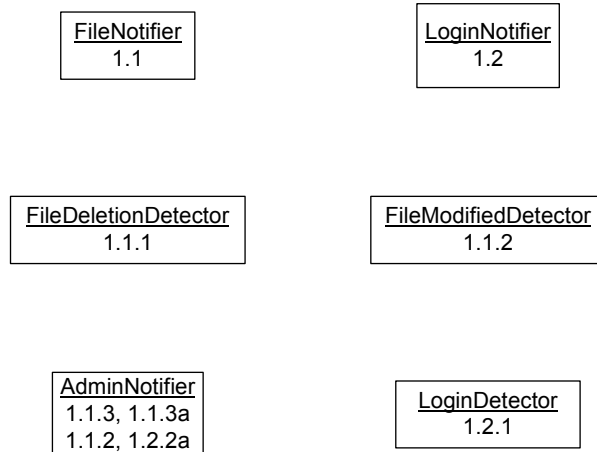 FileNotifier
1.1
LoginNotifier
1.2
FileDeletionDetector
1.1.1
FileModifiedDetector
1.1.2
AdminNotifier
1.1.3, 1.1.3a
1.1.2, 1.2.2a
LoginDetector
1.2.1